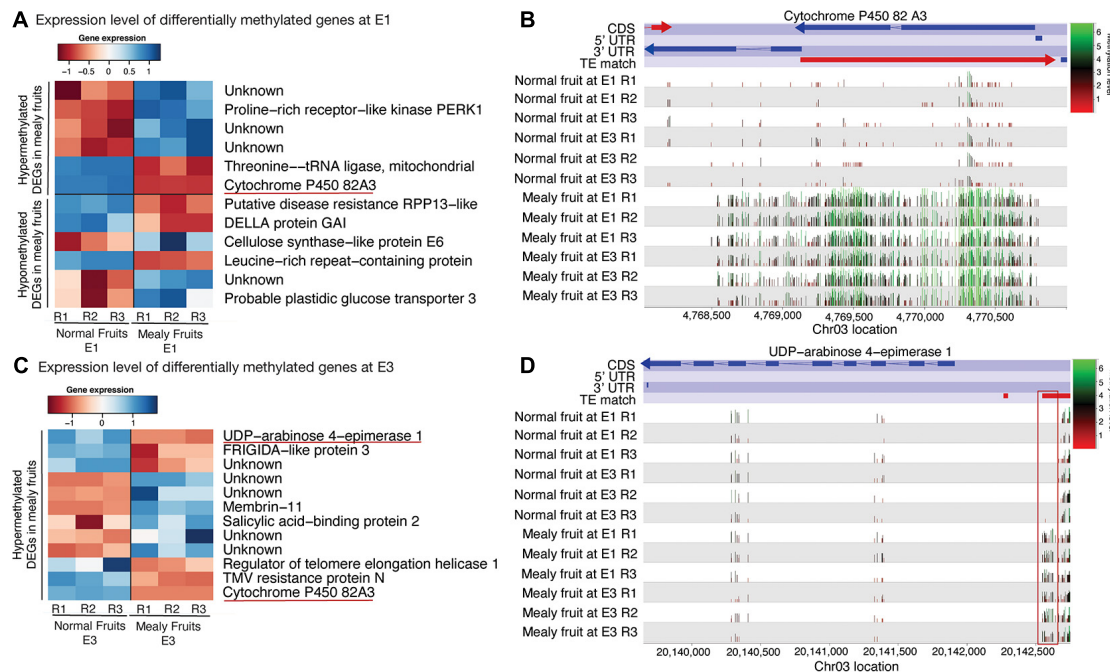 A Expression level of differentially methylated genes at E1
Gene expression
−1 −0.5 0 0.5 1
Hypermethylated
DEGs in mealy fruits
Unknown
Proline−rich receptor−like kinase PERK1
Unknown
Unknown
Threonine−−tRNA ligase, mitochondrial
Cytochrome P450 82A3
Hypomethylated
DEGs in mealy fruits
Putative disease resistance RPP13−like
DELLA protein GAI
Cellulose synthase−like protein E6
Leucine−rich repeat−containing protein
Unknown
Probable plastidic glucose transporter 3
R1 R2 R3 R1 R2 R3
Normal Fruits Mealy Fruits
E1 E1
B Cytochrome P450 82 A3
CDS
5' UTR
3' UTR
TE match
Normal fruit at E1 R1
Normal fruit at E1 R2
Normal fruit at E1 R3
Normal fruit at E3 R1
Normal fruit at E3 R2
Normal fruit at E3 R3
Mealy fruit at E1 R1
Mealy fruit at E1 R2
Mealy fruit at E1 R3
Mealy fruit at E3 R1
Mealy fruit at E3 R2
Mealy fruit at E3 R3
4,768,500 4,769,000 4,769,500 4,770,000 4,770,500
Chr03 location
6
5
4
3
2
1
C Expression level of differentially methylated genes at E3
Gene expression
−1 0 1
Hypermethylated
DEGs in mealy fruits
UDP−arabinose 4−epimerase 1
FRIGIDA−like protein 3
Unknown
Unknown
Unknown
Membrin−11
Salicylic acid−binding protein 2
Unknown
Unknown
Regulator of telomere elongation helicase 1
TMV resistance protein N
Cytochrome P450 82A3
R1 R2 R3 R1 R2 R3
Normal Fruits Mealy Fruits
E3 E3
D UDP−arabinose 4−epimerase 1
CDS
5' UTR
3' UTR
TE match
Normal fruit at E1 R1
Normal fruit at E1 R2
Normal fruit at E1 R3
Normal fruit at E3 R1
Normal fruit at E3 R2
Normal fruit at E3 R3
Mealy fruit at E1 R1
Mealy fruit at E1 R2
Mealy fruit at E1 R3
Mealy fruit at E3 R1
Mealy fruit at E3 R2
Mealy fruit at E3 R3
20,140,000 20,140,500 20,141,000 20,141,500 20,142,000 20,142,500
Chr03 location
6
5
4
3
2
1